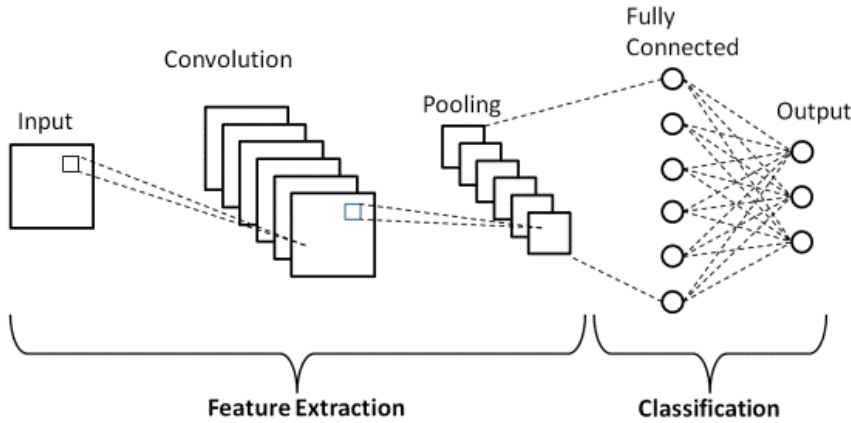 Input
Convolution
Pooling
Fully
Connected
Output
Feature Extraction
Classification